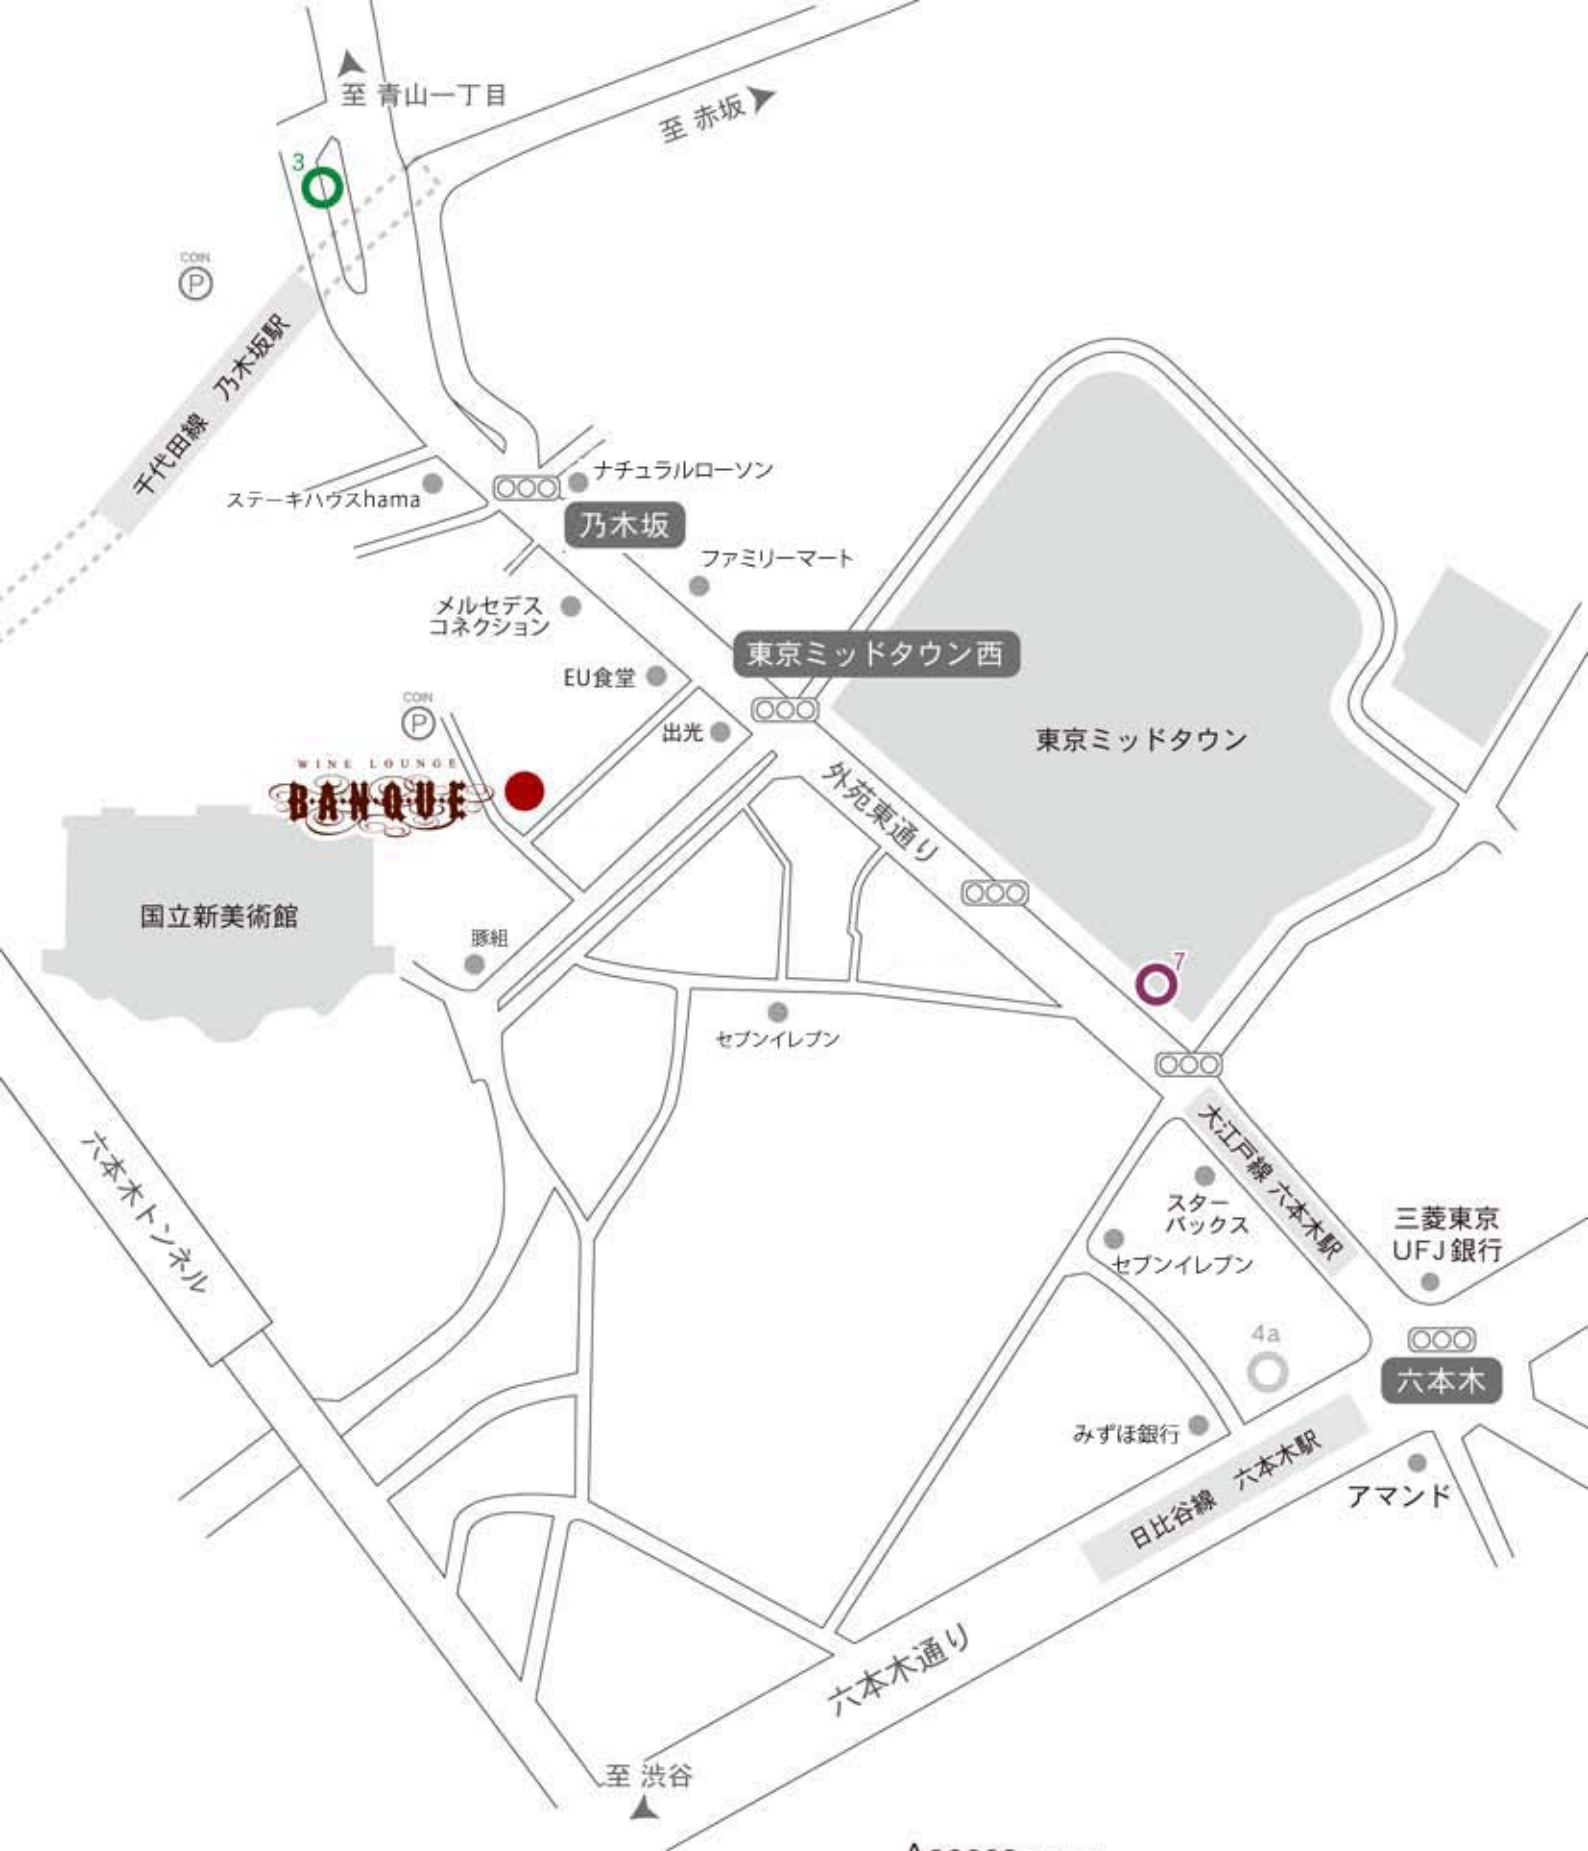 至 青山一丁目
至 赤坂
3
COIN
P
千代田線 乃木坂駅
ナチュラルローソン
ステーキハウスhama
乃木坂
ファミリーマート
メルセデス
コネクション
東京ミッドタウン西
EU食堂
COIN
P
出光
東京ミッドタウン
WINE LOUNGE
B·A·N·Q·U·E
外苑東通り
国立新美術館
豚組
7
セブンイレブン
大江戸線 六本木駅
六本木トンネル
スター
バックス
三菱東京
UFJ銀行
セブンイレブン
4a
六本木
みずほ銀行
日比谷線 六本木駅
アマンド
六本木通り
至 渋谷